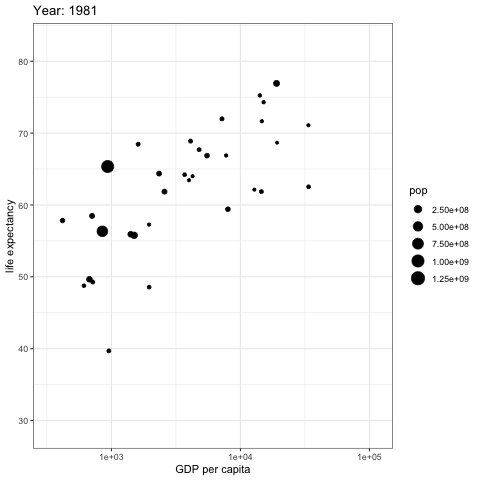 Year: 1981
80
70
60
50
40
30
life expectancy
1e+03
1e+04
1e+05
GDP per capita
pop
2.50e+08
5.00e+08
7.50e+08
1.00e+09
1.25e+09